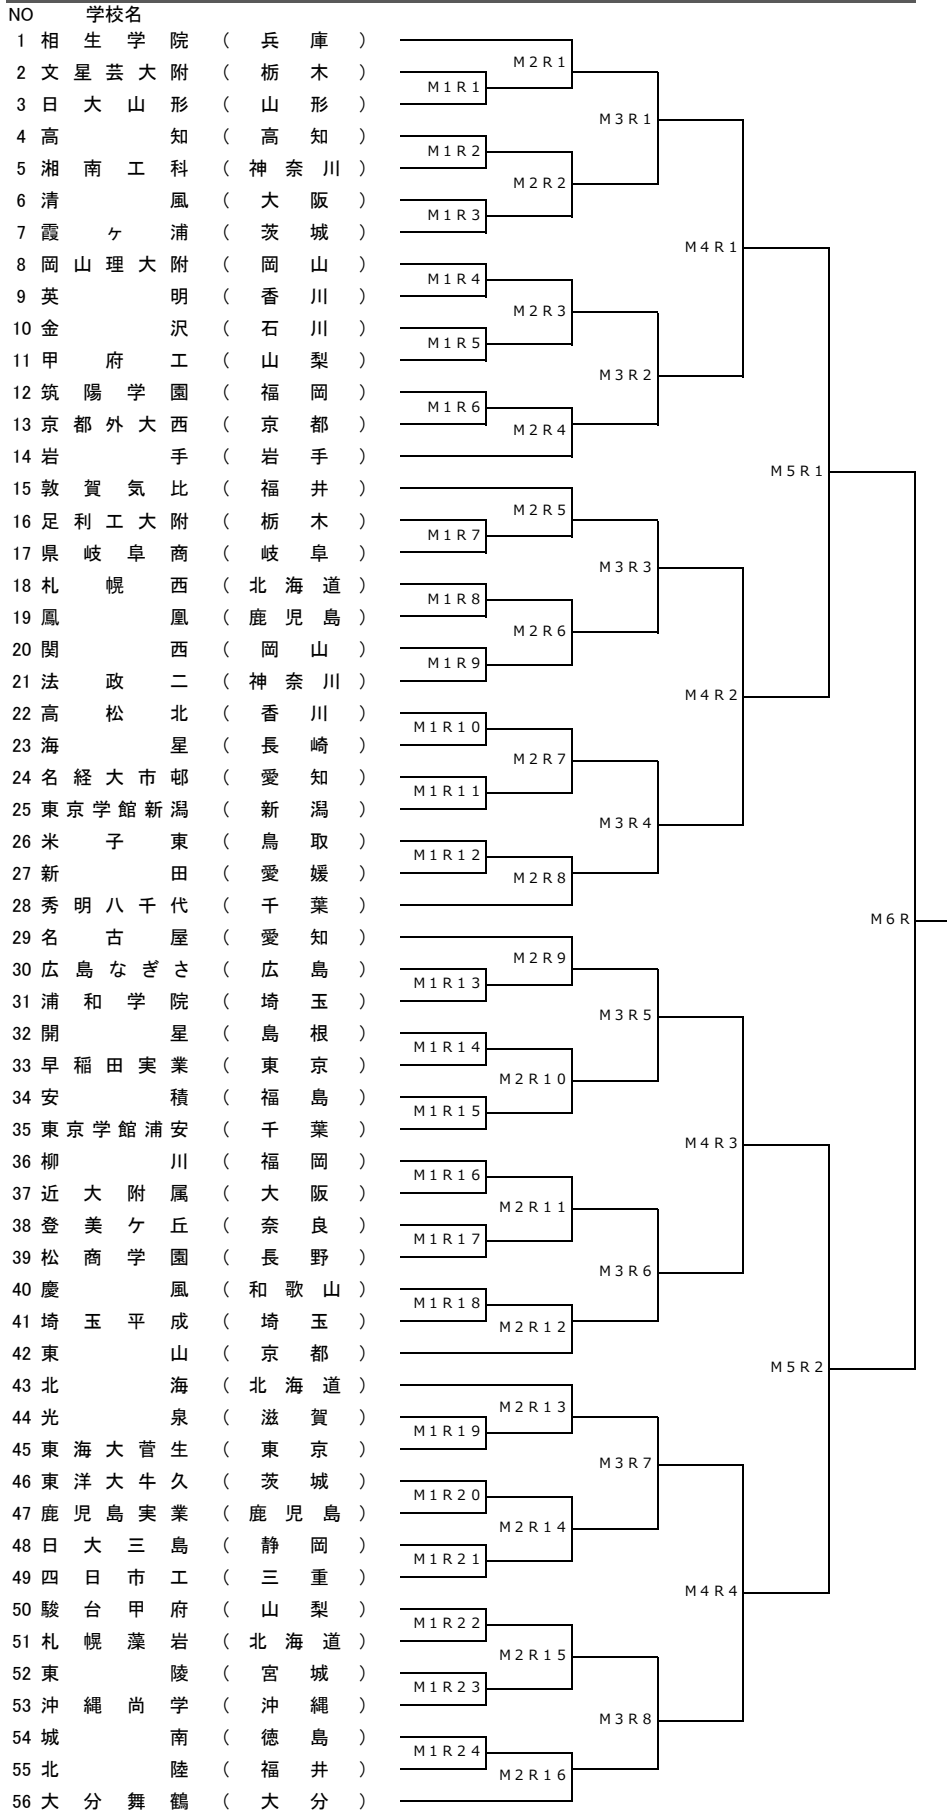 NO 学校名
1 相生学院 (兵庫)
M2R1
2 文星芸大附 (栃木)
M1R1
3 日大山形 (山形)
M3R1
4 高知 (高知)
M1R2
5 湘南工科 (神奈川)
M2R2
6 清風 (大阪)
M1R3
7 霞ヶ浦 (茨城)
M4R1
8 岡山理大附 (岡山)
M1R4
9 英明 (香川)
M2R3
10 金沢 (石川)
M1R5
11 甲府工 (山梨)
M3R2
12 筑陽学園 (福岡)
M1R6
13 京都外大西 (京都)
M2R4
14 岩手 (岩手)
M5R1
15 敦賀気比 (福井)
M2R5
16 足利工大附 (栃木)
M1R7
17 県岐阜商 (岐阜)
M3R3
18 札幌西 (北海道)
M1R8
19 鳳凰 (鹿児島)
M2R6
20 関西 (岡山)
M1R9
21 法政二 (神奈川)
M4R2
22 高松北 (香川)
M1R10
23 海星 (長崎)
M2R7
24 名経大市邨 (愛知)
M1R11
25 東京学館新潟 (新潟)
M3R4
26 米子東 (鳥取)
M1R12
27 新田 (愛媛)
M2R8
28 秀明八千代 (千葉)
M6R
29 名古屋 (愛知)
M2R9
30 広島なぎさ (広島)
M1R13
31 浦和学院 (埼玉)
M3R5
32 開星 (島根)
M1R14
33 早稲田実業 (東京)
M2R10
34 安積 (福島)
M1R15
35 東京学館浦安 (千葉)
M4R3
36 柳川 (福岡)
M1R16
37 近大附属 (大阪)
M2R11
38 登美ケ丘 (奈良)
M1R17
39 松商学園 (長野)
M3R6
40 慶風 (和歌山)
M1R18
41 埼玉平成 (埼玉)
M2R12
42 東山 (京都)
M5R2
43 北海 (北海道)
M2R13
44 光泉 (滋賀)
M1R19
45 東海大菅生 (東京)
M3R7
46 東洋大牛久 (茨城)
M1R20
47 鹿児島実業 (鹿児島)
M2R14
48 日大三島 (静岡)
M1R21
49 四日市工 (三重)
M4R4
50 駿台甲府 (山梨)
M1R22
51 札幌藻岩 (北海道)
M2R15
52 東陵 (宮城)
M1R23
53 沖縄尚学 (沖縄)
M3R8
54 城南 (徳島)
M1R24
55 北陸 (福井)
M2R16
56 大分舞鶴 (大分)